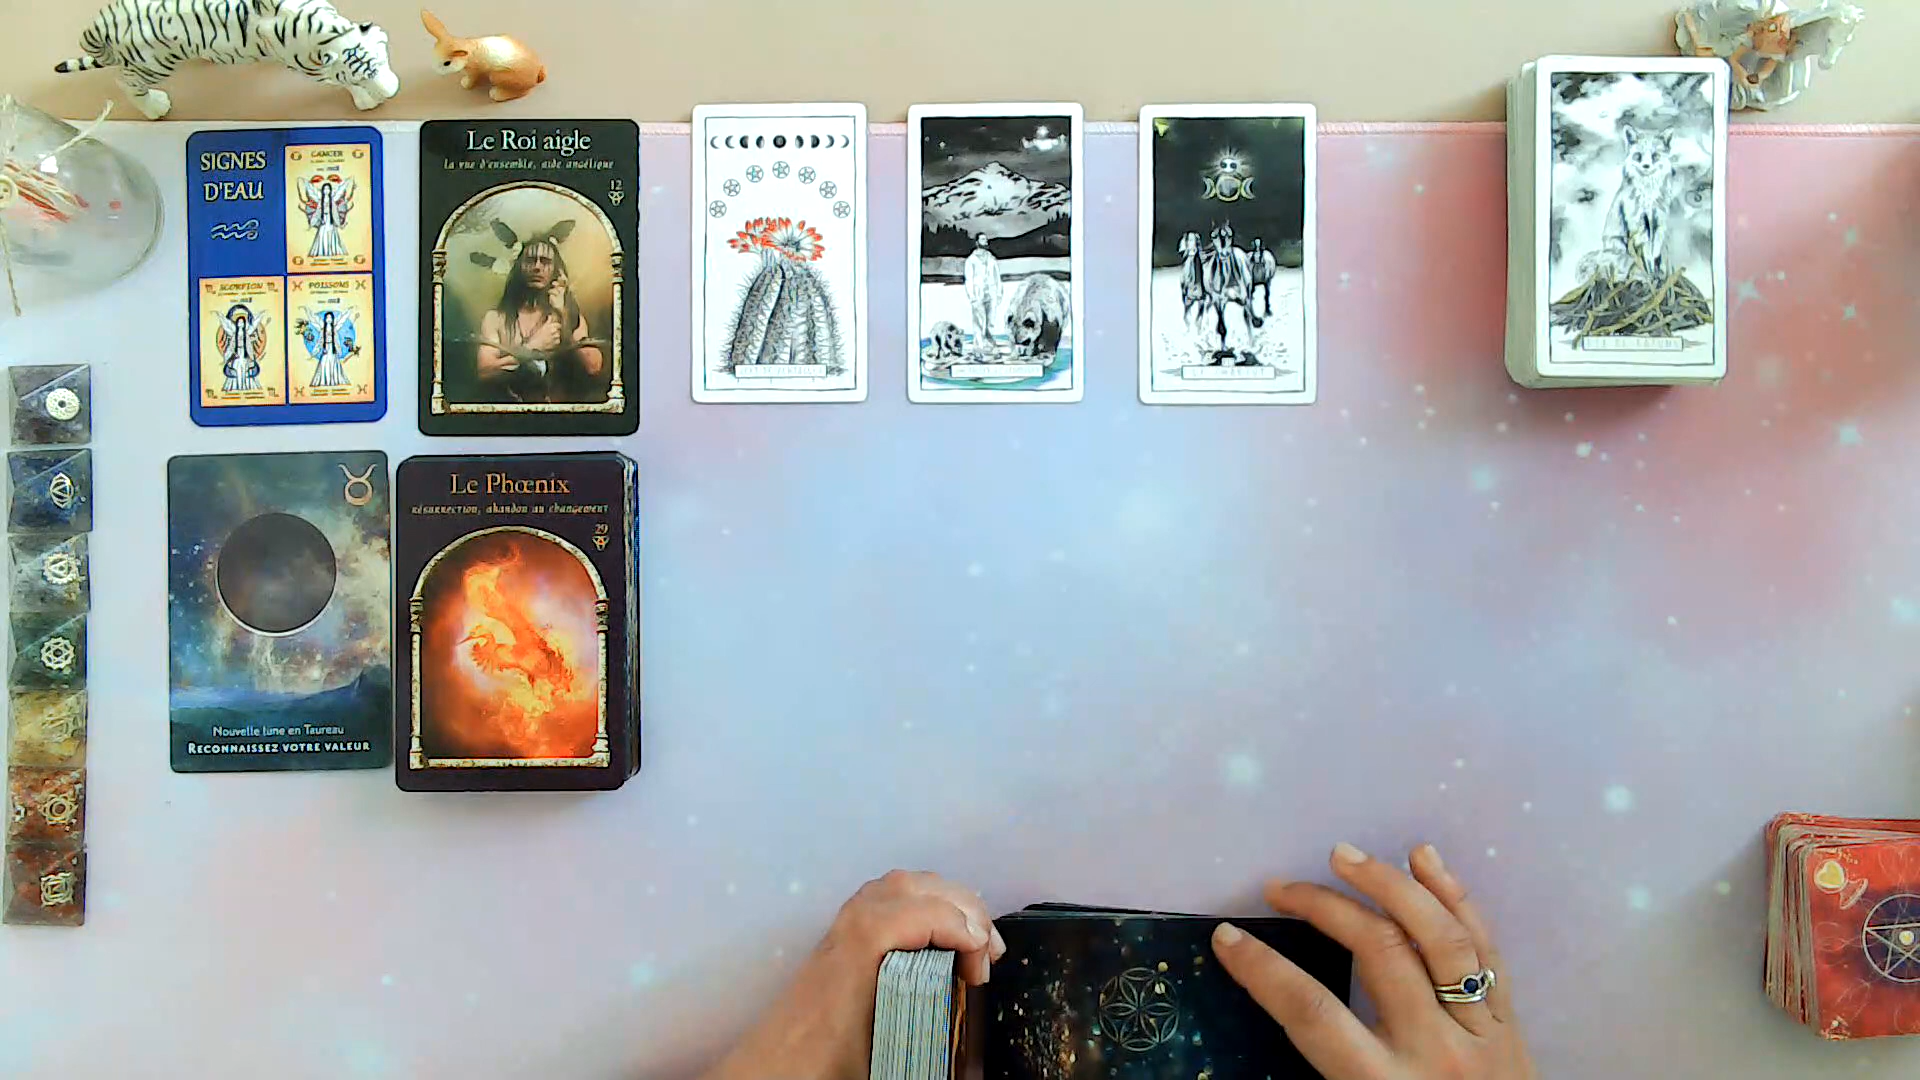 SIGNES
D'EAU
CANCER
SCORPION
POISSONS
Le Roi aigle
la vue d'ensemble, aide angélique
12
Nouvelle lune en Taureau
RECONNAISSEZ VOTRE VALEUR
Le Phœnix
résurrection, abandon au changement
29